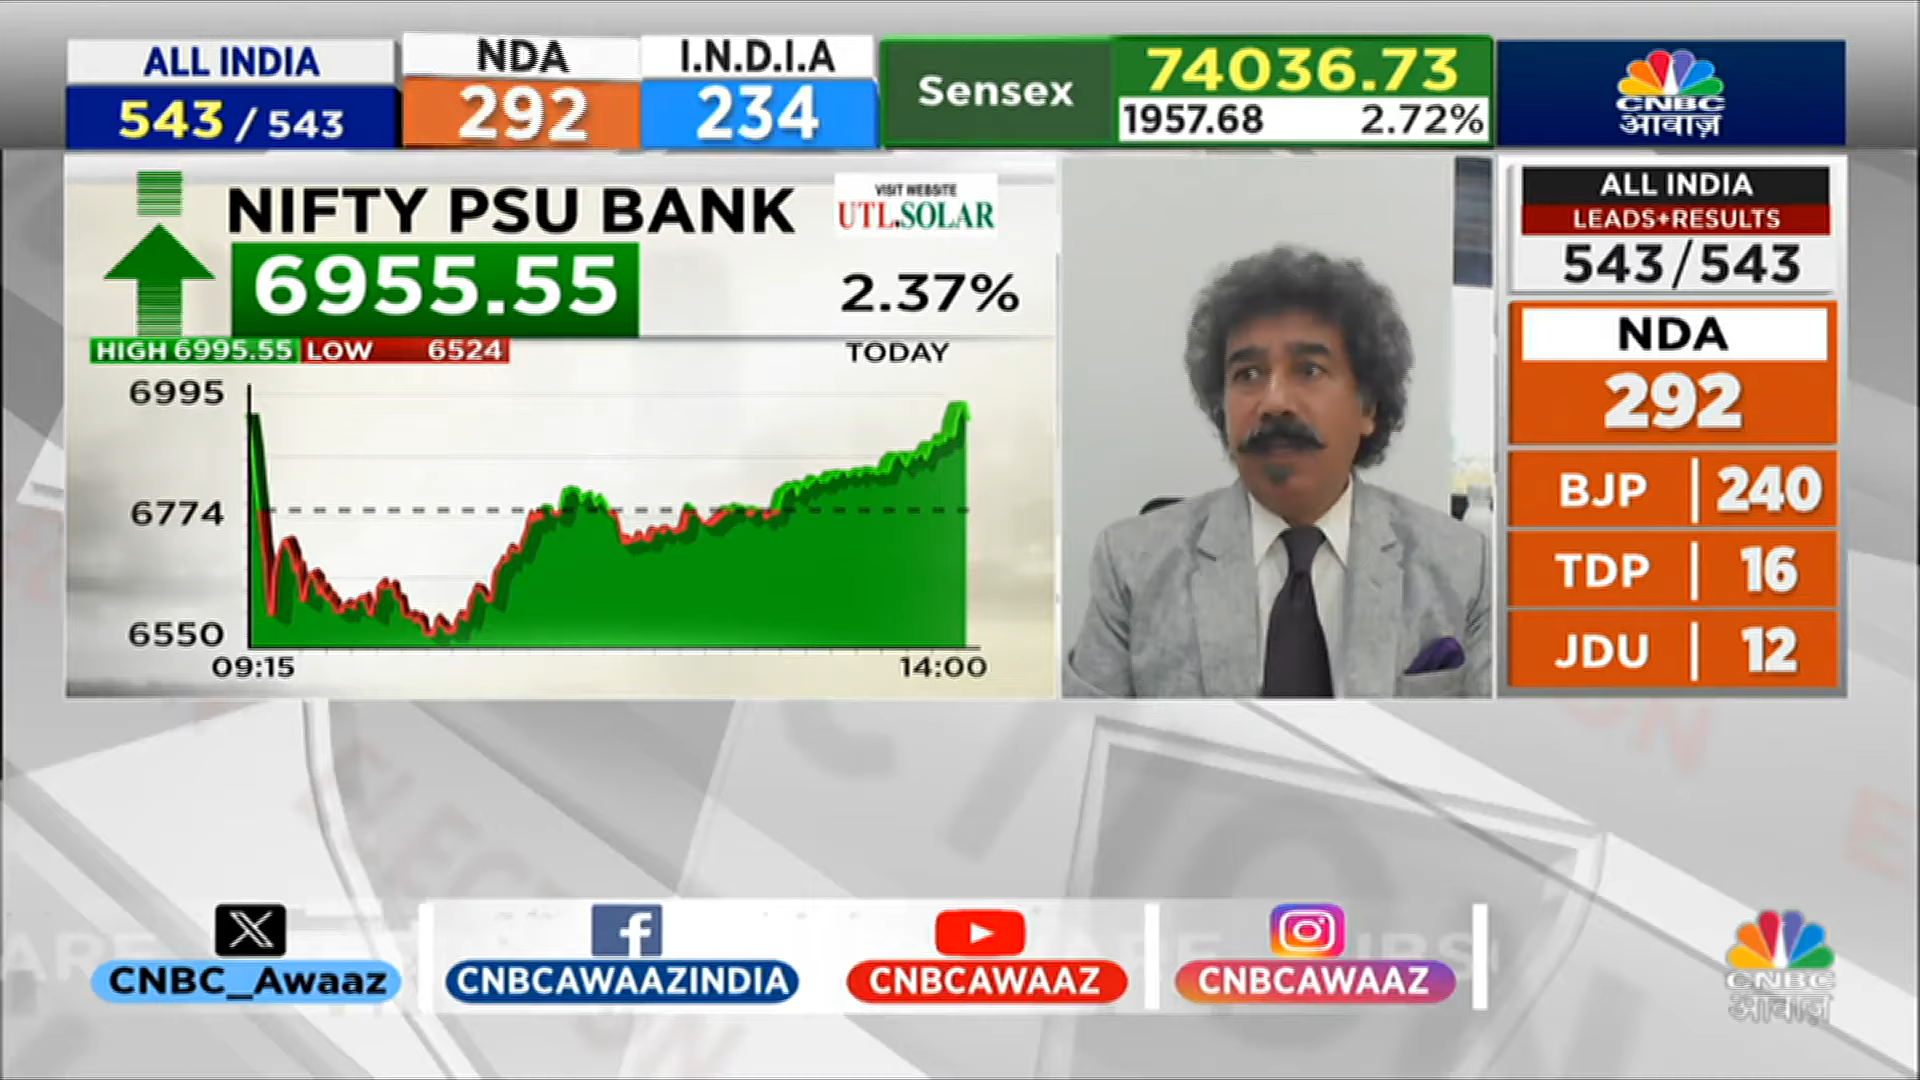 ALL INDIA
543 / 543
NDA
292
I.N.D.I.A
234
Sensex
74036.73
1957.68 2.72%
CNBC
आवाज़
NIFTY PSU BANK
6955.55
VISIT WEBSITE
UTL.SOLAR
2.37%
HIGH 6995.55 LOW 6524
TODAY
6995
6774
6550
09:15 14:00
ALL INDIA
LEADS+RESULTS
543/543
NDA
292
BJP 240
TDP 16
JDU 12
CNBC_Awaaz
CNBCAWAAZINDIA
CNBCAWAAZ
CNBCAWAAZ
CNBC
आवाज़